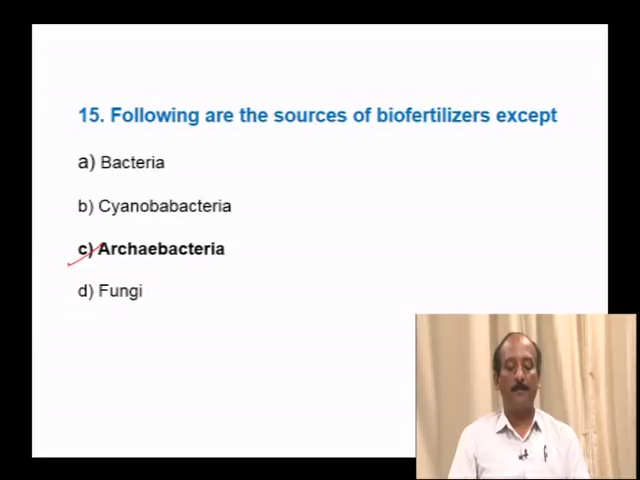 15. Following are the sources of biofertilizers except
a) Bacteria
b) Cyanobabacteria
c) Archaebacteria
d) Fungi